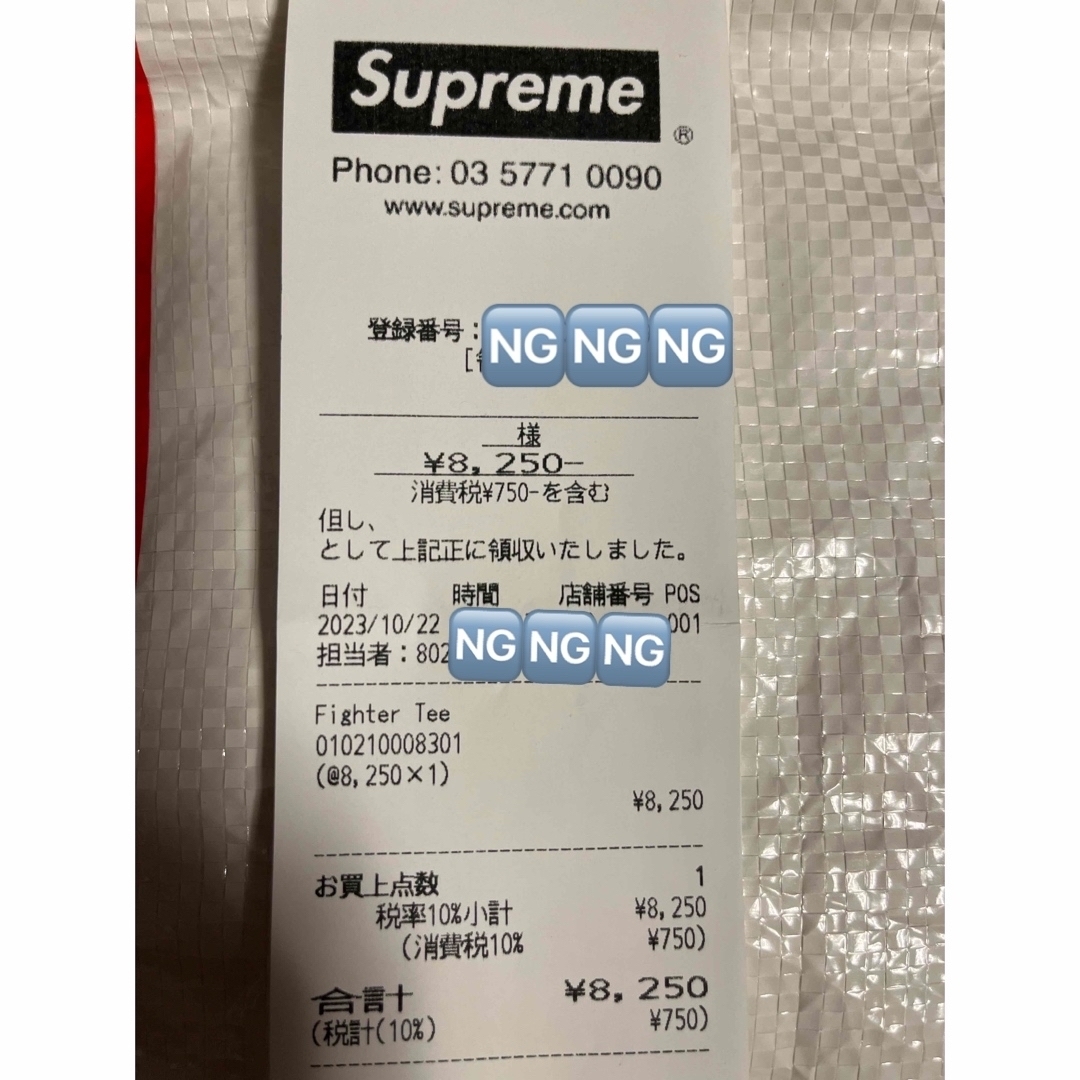 Supreme
®
Phone: 03 5771 0090
www.supreme.com
登録番号: NG NG NG
[
様
¥8,250-
消費税¥750-を含む
但し、
として上記正に領収いたしました。
日付 時間 店舗番号 POS
2023/10/22 NG NG NG 001
担当者:802
Fighter Tee
010210008301
(@8,250×1)
¥8,250
お買上点数 1
税率10%小計 ¥8,250
(消費税10% ¥750)
合計 ¥8,250
(税計(10%) ¥750)